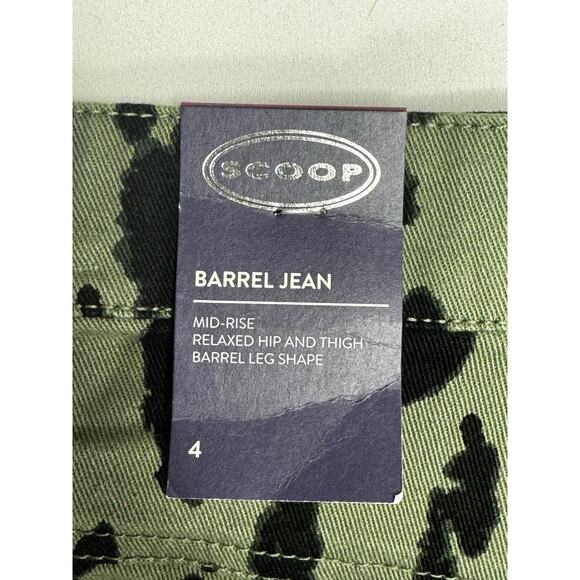 SCOOP
BARREL JEAN
MID-RISE
RELAXED HIP AND THIGH
BARREL LEG SHAPE
4